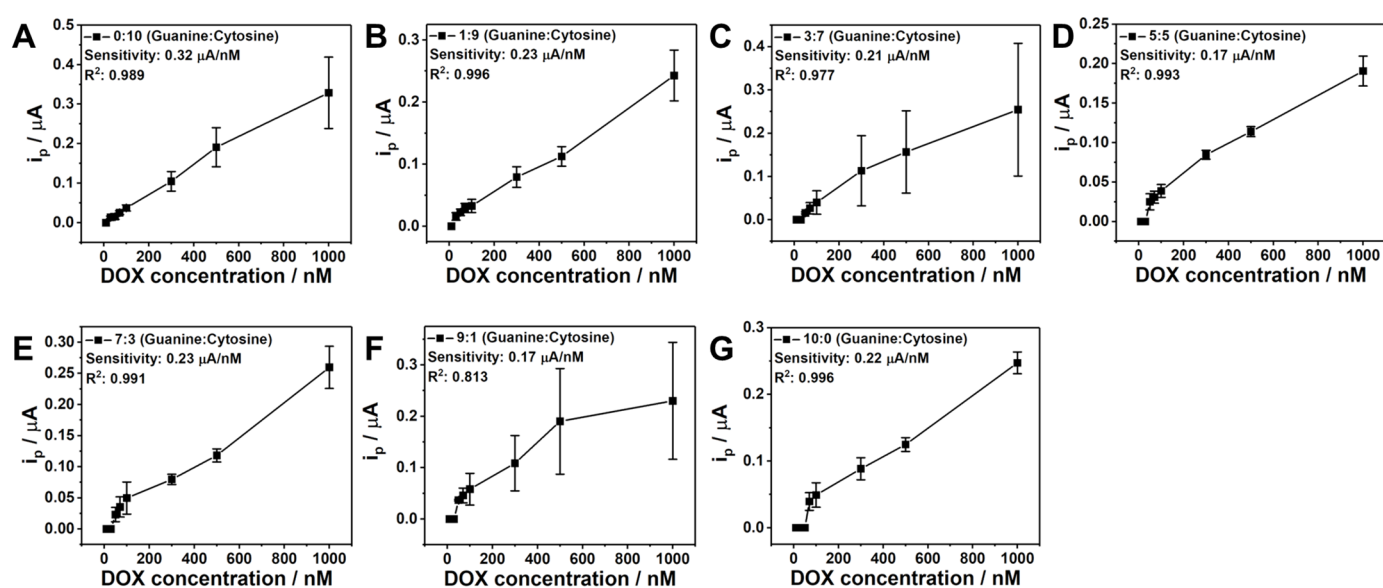 A
0:10 (Guanine:Cytosine)
Sensitivity: 0.32 μA/nM
R²: 0.989
0.5
0.4
0.3
0.2
0.1
0.0
iₚ / μA
0 200 400 600 800 1000
DOX concentration / nM
B
1:9 (Guanine:Cytosine)
Sensitivity: 0.23 μA/nM
R²: 0.996
0.3
0.2
0.1
0.0
iₚ / μA
0 200 400 600 800 1000
DOX concentration / nM
C
3:7 (Guanine:Cytosine)
Sensitivity: 0.21 μA/nM
R²: 0.977
0.4
0.3
0.2
0.1
0.0
iₚ / μA
0 200 400 600 800 1000
DOX concentration / nM
D
5:5 (Guanine:Cytosine)
Sensitivity: 0.17 μA/nM
R²: 0.993
0.20
0.15
0.10
0.05
0.00
iₚ / μA
0 200 400 600 800 1000
DOX concentration / nM
E
7:3 (Guanine:Cytosine)
Sensitivity: 0.23 μA/nM
R²: 0.991
0.30
0.25
0.20
0.15
0.10
0.05
0.00
iₚ / μA
0 200 400 600 800 1000
DOX concentration / nM
F
9:1 (Guanine:Cytosine)
Sensitivity: 0.17 μA/nM
R²: 0.813
0.3
0.2
0.1
0.0
iₚ / μA
0 200 400 600 800 1000
DOX concentration / nM
G
10:0 (Guanine:Cytosine)
Sensitivity: 0.22 μA/nM
R²: 0.996
0.3
0.2
0.1
0.0
iₚ / μA
0 200 400 600 800 1000
DOX concentration / nM